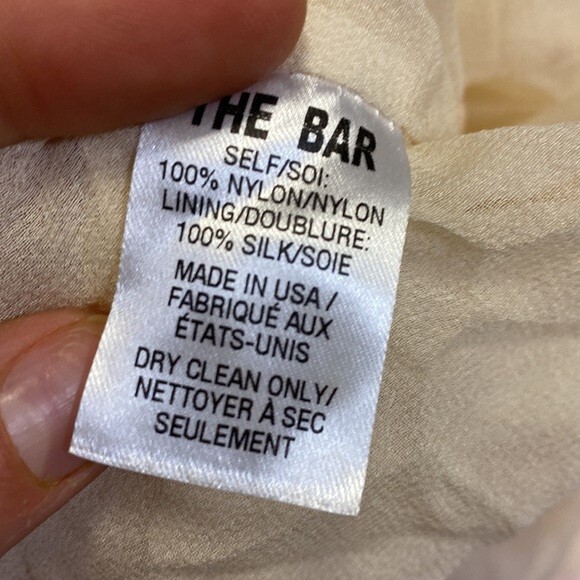 THE BAR
SELF/SOI:
100% NYLON/NYLON
LINING/DOUBLURE:
100% SILK/SOIE
MADE IN USA /
FABRIQUÉ AUX
ÉTATS-UNIS
DRY CLEAN ONLY/
NETTOYER À SEC
SEULEMENT